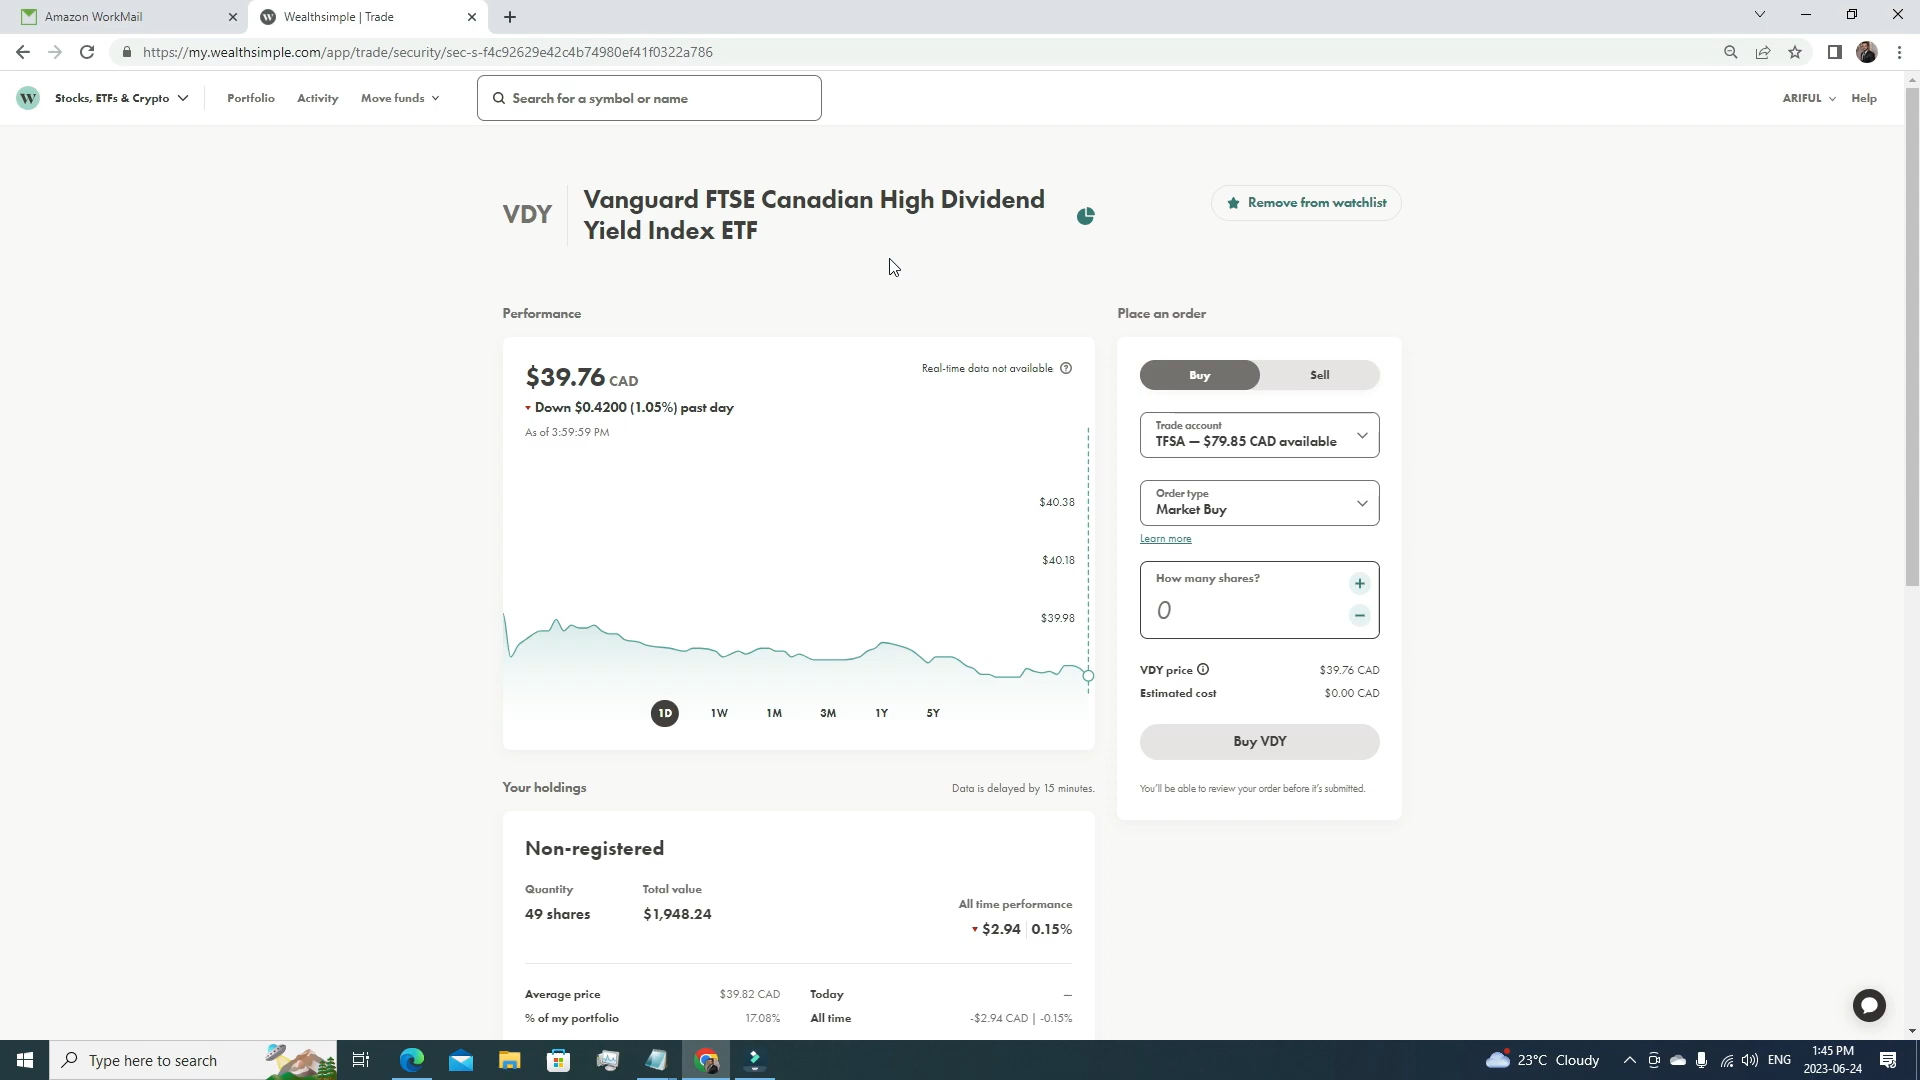 Amazon WorkMail
Wealthsimple | Trade
https://my.wealthsimple.com/app/trade/security/sec-s-f4c92629e42c4b74980ef41f0322a786
W
Stocks, ETFs & Crypto
Portfolio
Activity
Move funds
Search for a symbol or name
ARIFUL
Help
VDY
Vanguard FTSE Canadian High Dividend
Yield Index ETF
Remove from watchlist
Performance
$39.76 CAD
Real-time data not available
Down $0.4200 (1.05%) past day
As of 3:59:59 PM
$40.38
$40.18
$39.98
1D 1W 1M 3M 1Y 5Y
Place an order
Buy
Sell
Trade account
TFSA — $79.85 CAD available
Order type
Market Buy
Learn more
How many shares?
0
VDY price $39.76 CAD
Estimated cost $0.00 CAD
Buy VDY
You'll be able to review your order before it's submitted.
Your holdings
Data is delayed by 15 minutes.
Non-registered
Quantity
Total value
49 shares
$1,948.24
All time performance
$2.94 0.15%
Average price $39.82 CAD
Today —
% of my portfolio 17.08%
All time -$2.94 CAD | -0.15%
Type here to search
23°C Cloudy
ENG
1:45 PM
2023-06-24